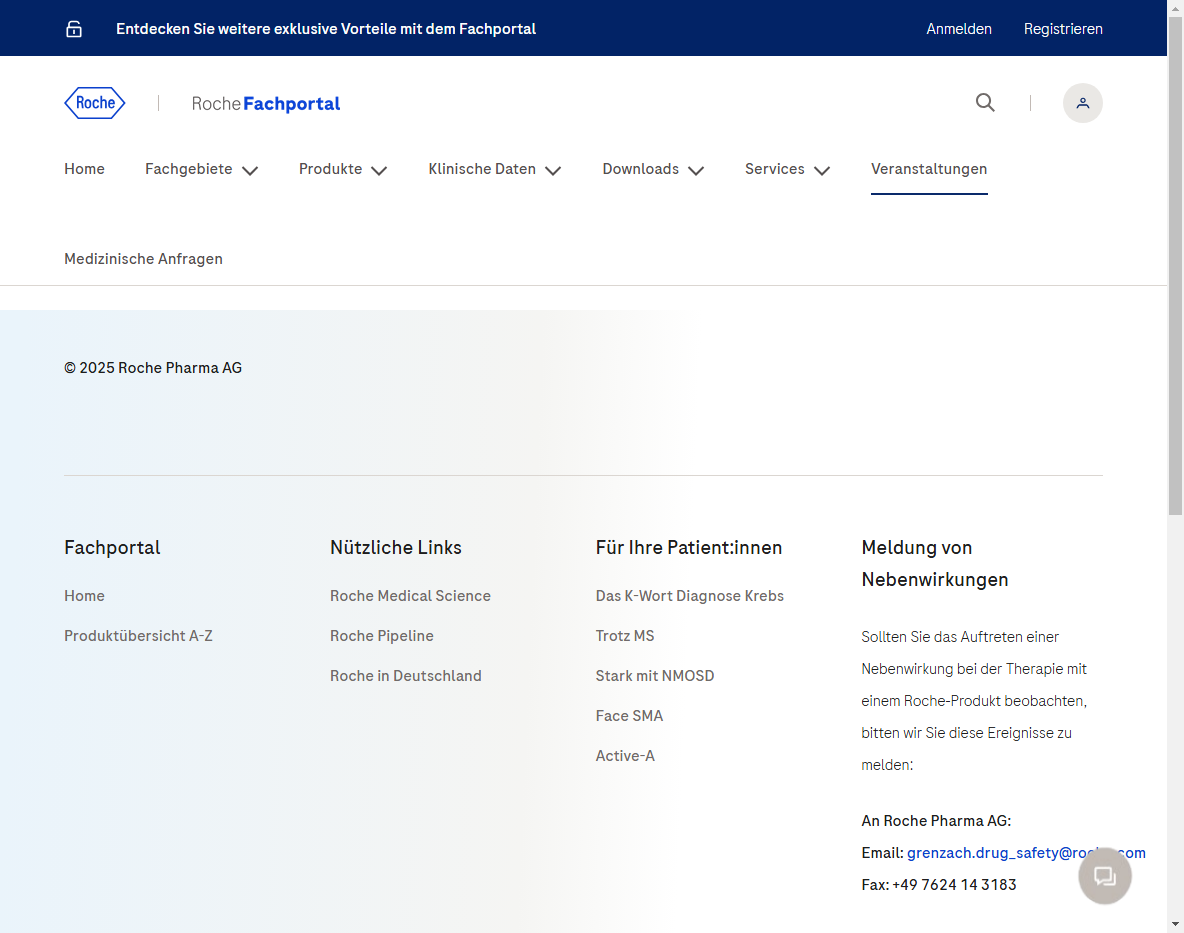 Entdecken Sie weitere exklusive Vorteile mit dem Fachportal
Anmelden
Registrieren
Roche
Roche Fachportal
Home
Fachgebiete
Produkte
Klinische Daten
Downloads
Services
Veranstaltungen
Medizinische Anfragen
© 2025 Roche Pharma AG
Fachportal
Home
Produktübersicht A-Z
Nützliche Links
Roche Medical Science
Roche Pipeline
Roche in Deutschland
Für Ihre Patient:innen
Das K-Wort Diagnose Krebs
Trotz MS
Stark mit NMOSD
Face SMA
Active-A
Meldung von
Nebenwirkungen
Sollten Sie das Auftreten einer
Nebenwirkung bei der Therapie mit
einem Roche-Produkt beobachten,
bitten wir Sie diese Ereignisse zu
melden:
An Roche Pharma AG:
Email: grenzach.drug_safety@roche.com
Fax: +49 7624 14 3183